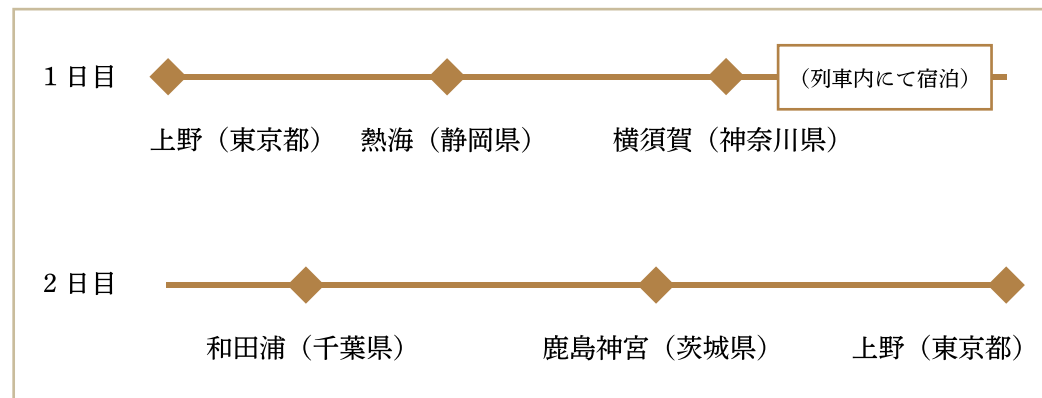 1日目
（列車内にて宿泊）
上野（東京都） 熱海（静岡県） 横須賀（神奈川県）
2日目
和田浦（千葉県） 鹿島神宮（茨城県） 上野（東京都）